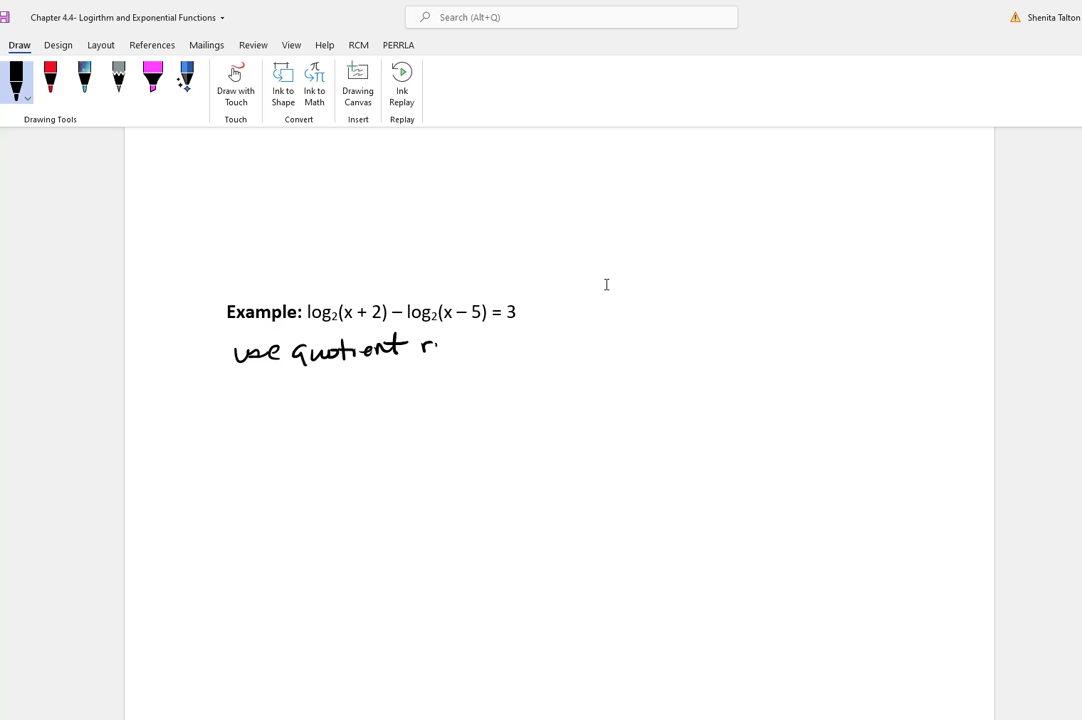 Chapter 4.4- Logirthm and Exponential Functions
Search (Alt+Q)
Shenita Talton
Draw Design Layout References Mailings Review View Help RCM PERRLA
Draw with Touch
Ink to Shape
Ink to Math
Drawing Canvas
Ink Replay
Drawing Tools Touch Convert Insert Replay
Example: log₂(x + 2) – log₂(x – 5) = 3
use quotient r